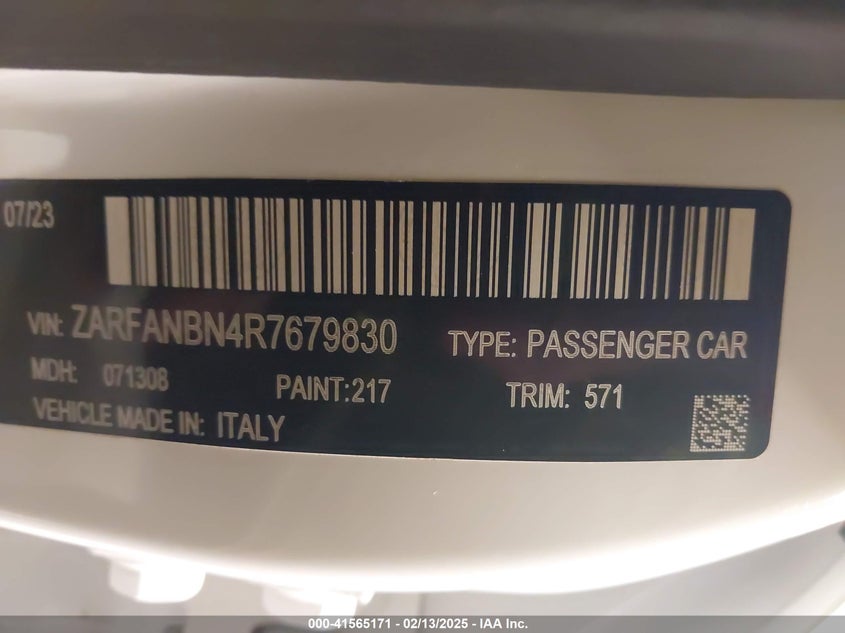 07/23
VIN: ZARFANBN4R7679830 TYPE: PASSENGER CAR
MDH: 071308 PAINT:217 TRIM: 571
VEHICLE MADE IN: ITALY
000-41565171 - 02/13/2025 - IAA Inc.